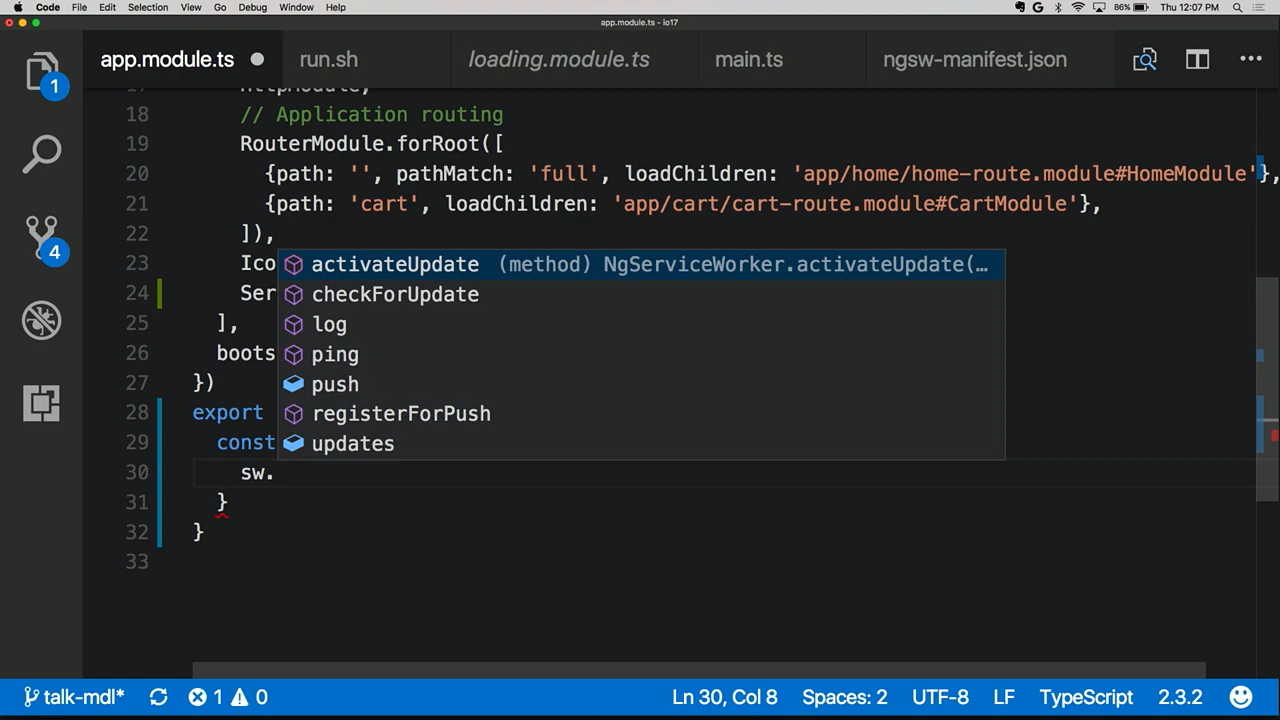 Code File Edit Selection View Go Debug Window Help 86% Thu 12:07 PM
app.module.ts - io17
app.module.ts run.sh loading.module.ts main.ts ngsw-manifest.json
1
17 HttpModule,
18 // Application routing
19 RouterModule.forRoot([
20 {path: '', pathMatch: 'full', loadChildren: 'app/home/home-route.module#HomeModule'},
21 {path: 'cart', loadChildren: 'app/cart/cart-route.module#CartModule'},
22 ]),
4
23 Ico
activateUpdate (method) NgServiceWorker.activateUpdate(…
24 Ser
checkForUpdate
25 ],
log
26 boots
ping
27 })
push
28 export
registerForPush
29 const
updates
30 sw.
31 }
32 }
33
talk-mdl* 1 0 Ln 30, Col 8 Spaces: 2 UTF-8 LF TypeScript 2.3.2